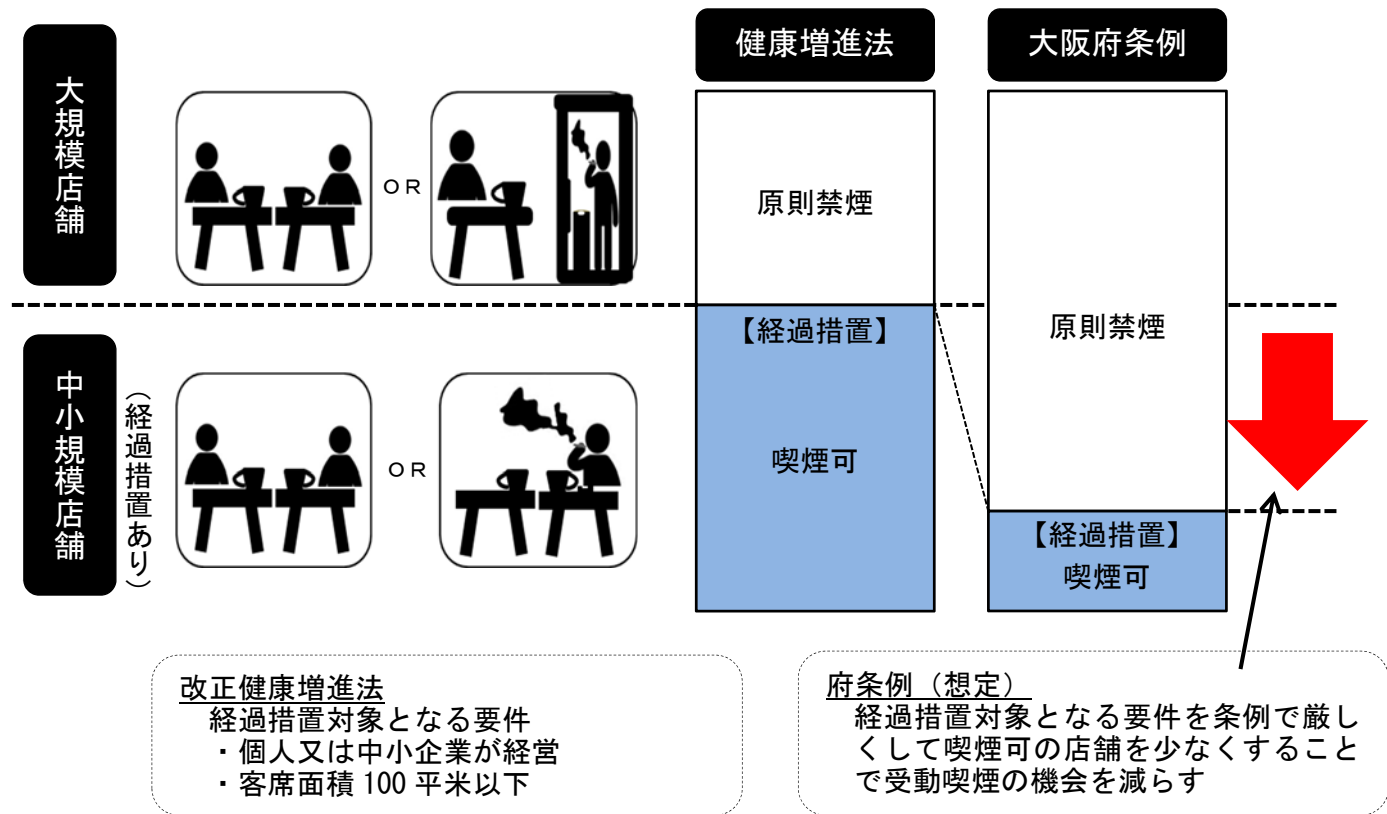 健康増進法
大阪府条例
大規模店舗
OR
原則禁煙
原則禁煙
中小規模店舗
（経過措置あり）
OR
【経過措置】
喫煙可
【経過措置】
喫煙可
改正健康増進法
経過措置対象となる要件
・個人又は中小企業が経営
・客席面積 100 平米以下
府条例（想定）
経過措置対象となる要件を条例で厳し
くして喫煙可の店舗を少なくすること
で受動喫煙の機会を減らす